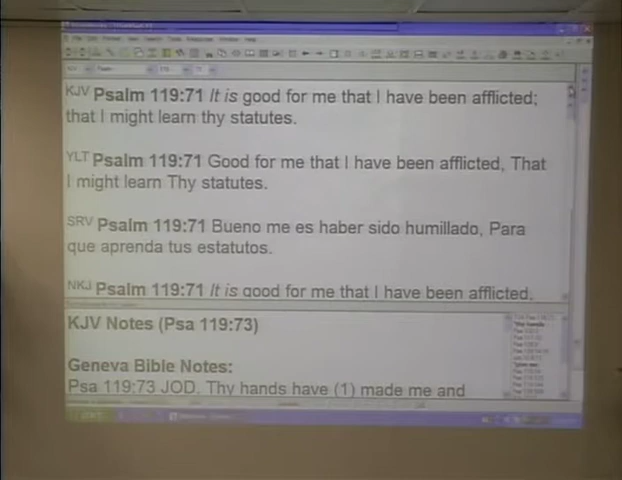 KJV Psalm 119:71 It is good for me that I have been afflicted;
that I might learn thy statutes.
YLT Psalm 119:71 Good for me that I have been afflicted, That
I might learn Thy statutes.
SRV Psalm 119:71 Bueno me es haber sido humillado, Para
que aprenda tus estatutos.
NKJ Psalm 119:71 It is good for me that I have been afflicted,
KJV Notes (Psa 119:73)
Geneva Bible Notes:
Psa 119:73 JOD. Thy hands have (1) made me and